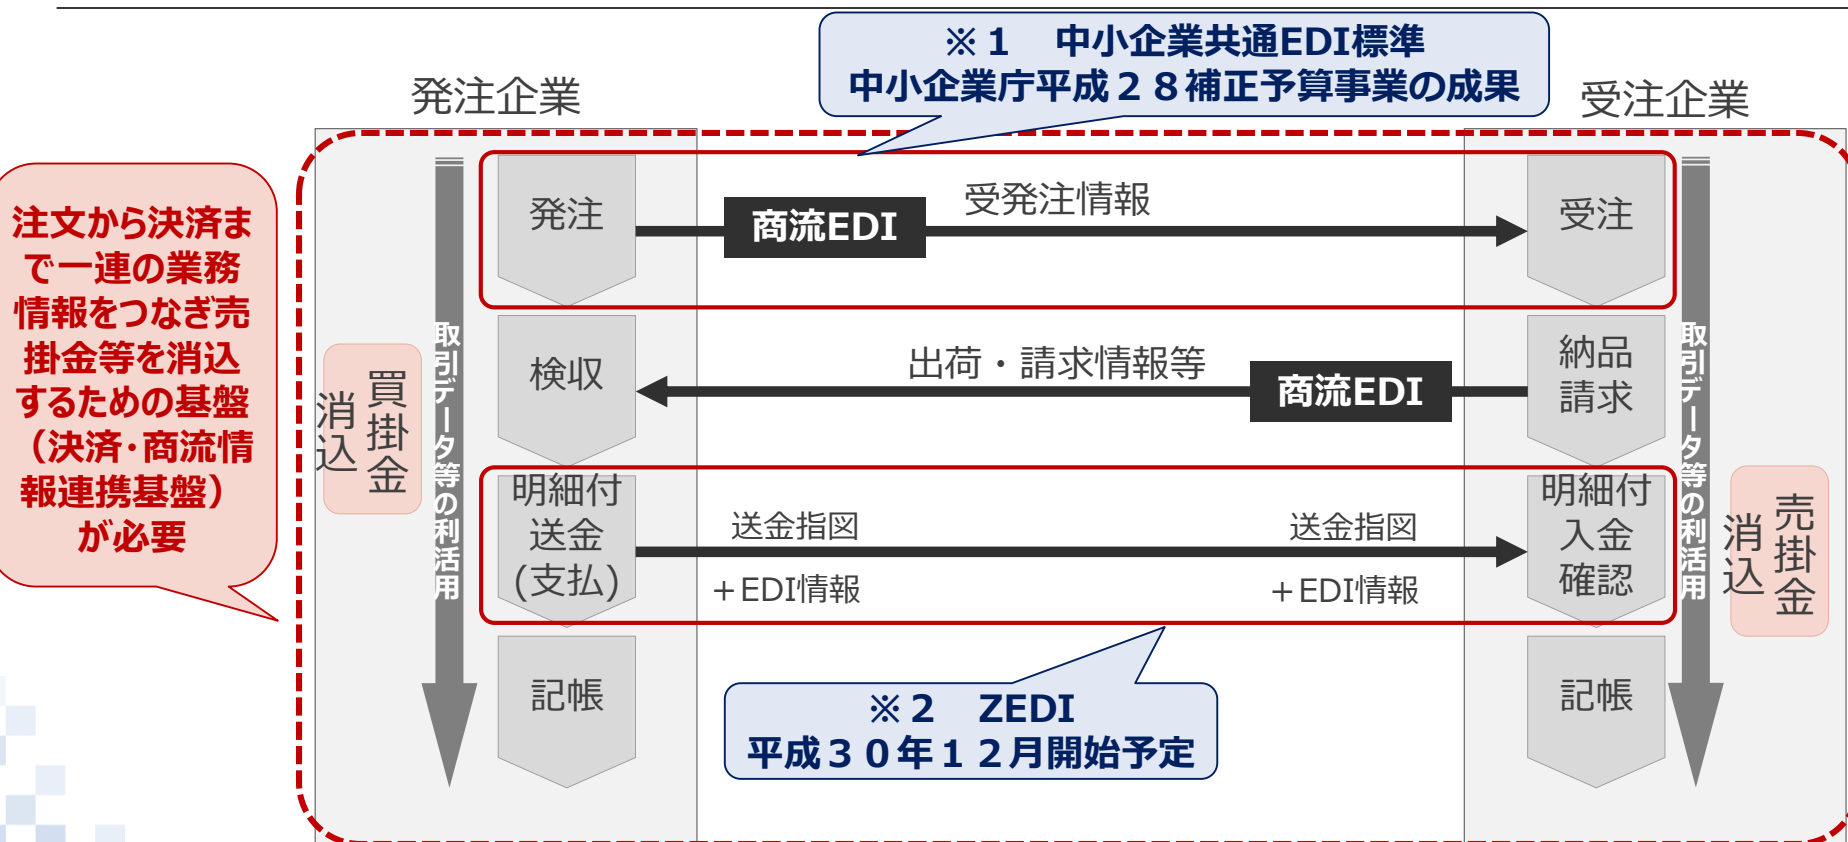 ※１　中小企業共通EDI標準
中小企業庁平成２８補正予算事業の成果
発注企業
受注企業
注文から決済ま
で一連の業務
情報をつなぎ売
掛金等を消込
するための基盤
（決済・商流情
報連携基盤）
が必要
発注
商流EDI
受発注情報
受注
取引データ等の利活用
買掛金
消込
検収
出荷・請求情報等
商流EDI
納品
請求
取引データ等の利活用
売掛金
消込
明細付
送金
(支払)
送金指図
＋EDI情報
送金指図
＋EDI情報
明細付
入金
確認
記帳
※２　ZEDI
平成３０年１２月開始予定
記帳